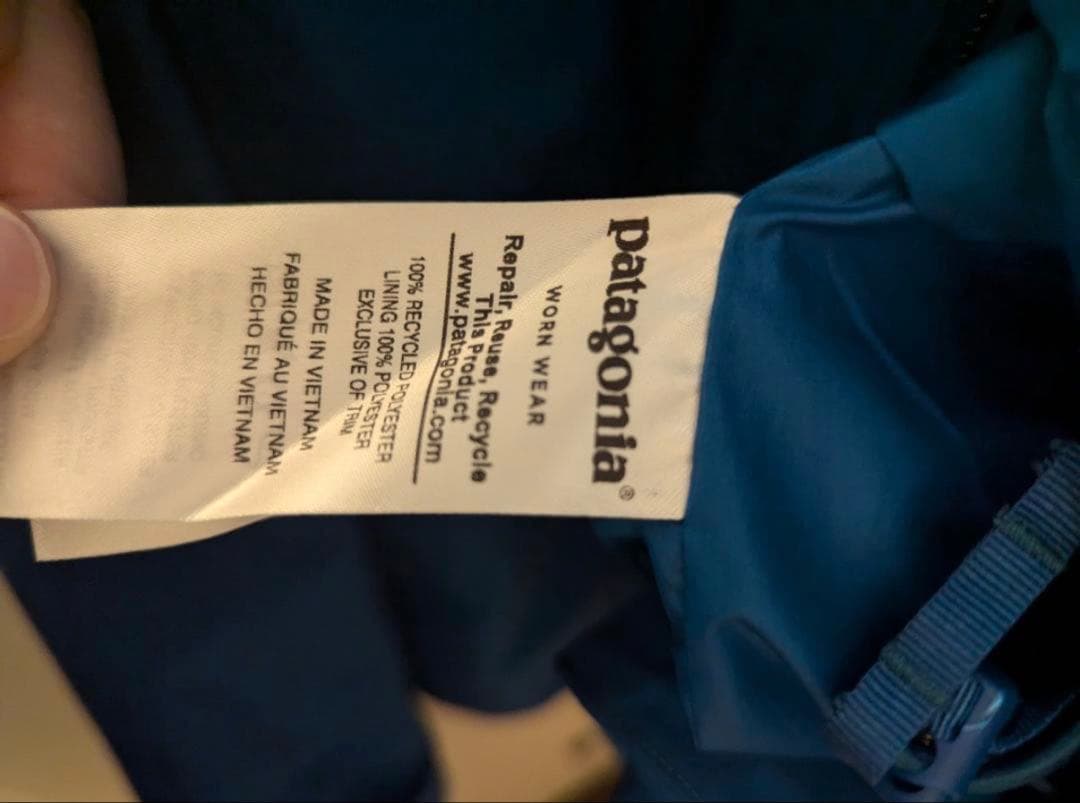 patagonia®
WORN WEAR
Repair, Reuse, Recycle
This Product
www.patagonia.com
100% RECYCLED POLYESTER
LINING 100% POLYESTER
EXCLUSIVE OF TRIM
MADE IN VIETNAM
FABRIQUÉ AU VIETNAM
HECHO EN VIETNAM